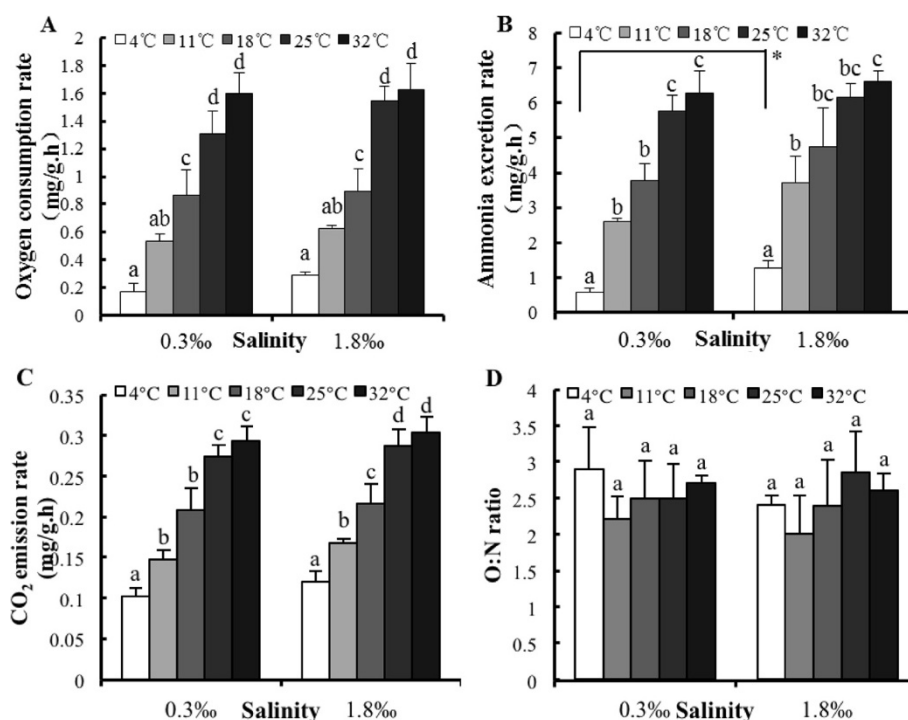 A
4℃ 11℃ 18℃ 25℃ 32℃
Oxygen consumption rate
(mg/g.h)
2
1.8
1.6
1.4
1.2
1
0.8
0.6
0.4
0.2
0
a ab c d d
a ab c d d
0.3‰ Salinity 1.8‰
B
4℃ 11℃ 18℃ 25℃ 32℃
*
Ammonia excretion rate
(mg/g.h)
8
7
6
5
4
3
2
1
0
a b b c c
a b bc bc c
0.3‰ Salinity 1.8‰
C
4°C 11°C 18°C 25°C 32°C
CO₂ emission rate
(mg/g.h)
0.35
0.3
0.25
0.2
0.15
0.1
0.05
0
a b b c c
a b c d d
0.3‰ Salinity 1.8‰
D
4°C 11°C 18°C 25°C 32°C
O:N ratio
4
3.5
3
2.5
2
1.5
1
0.5
0
a a a a a
a a a a a
0.3‰ Salinity 1.8‰